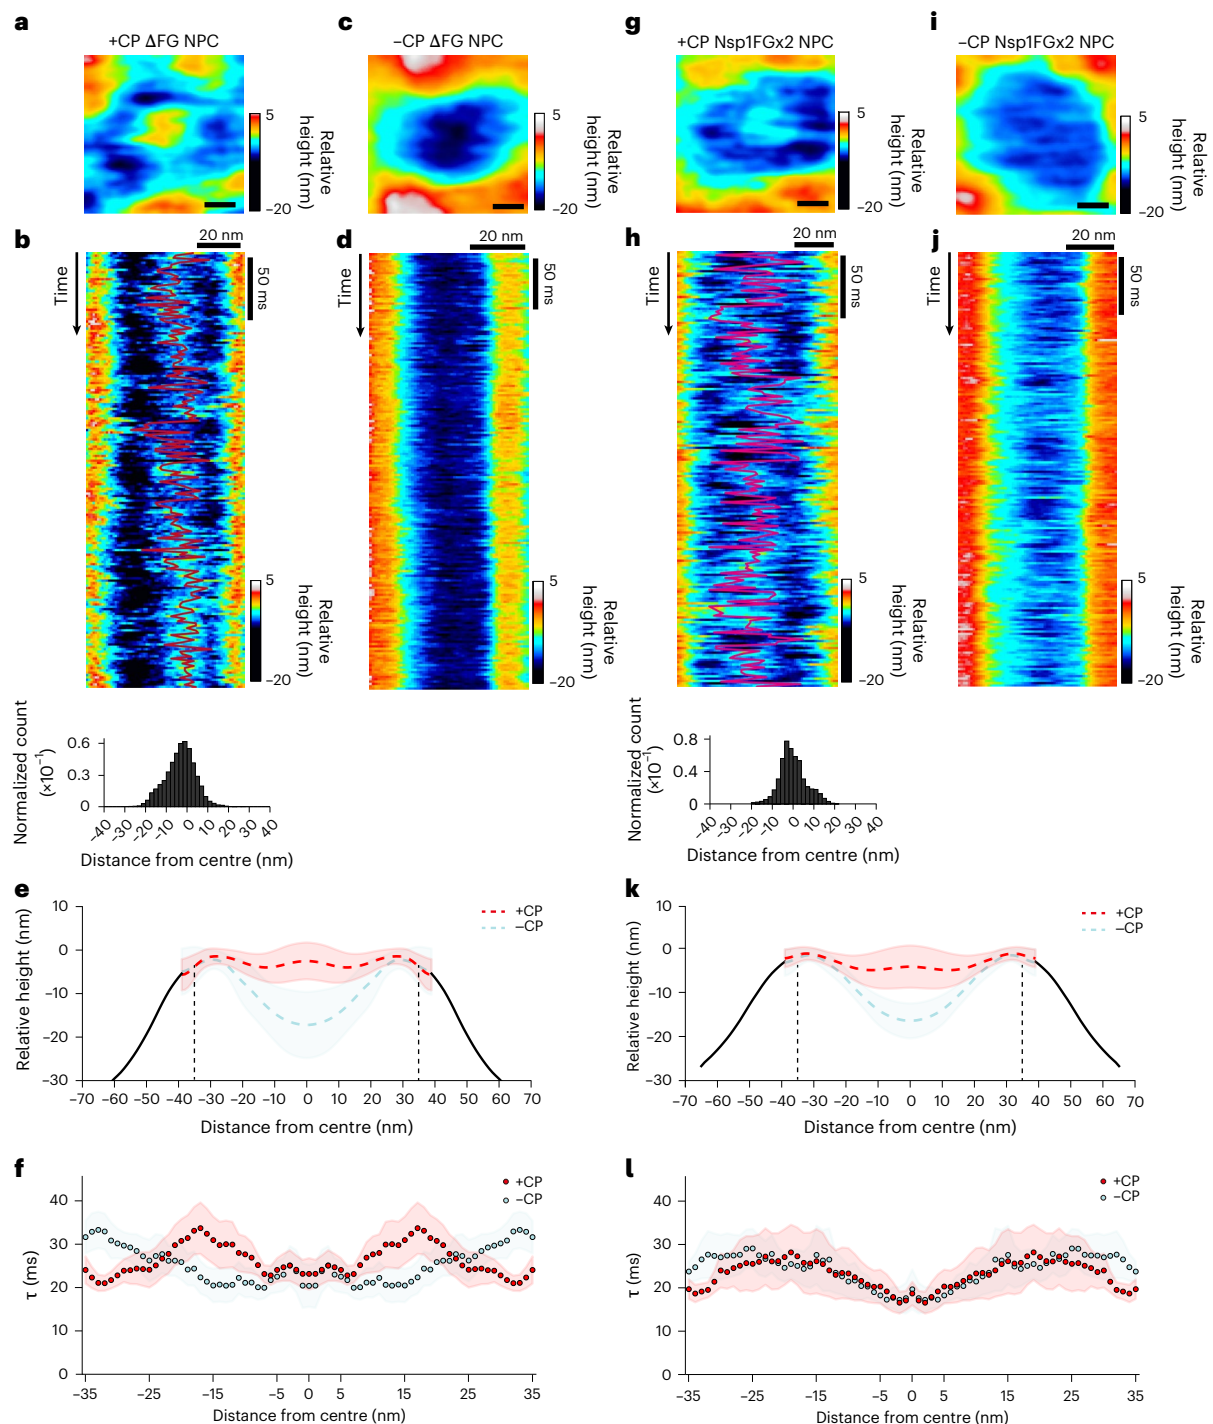 a
+CP ΔFG NPC
5
−20
Relative
height (nm)
c
−CP ΔFG NPC
5
−20
Relative
height (nm)
g
+CP Nsp1FGx2 NPC
5
−20
Relative
height (nm)
i
−CP Nsp1FGx2 NPC
5
−20
Relative
height (nm)
b
20 nm
Time
50 ms
5
−20
Relative
height (nm)
d
20 nm
Time
50 ms
5
−20
Relative
height (nm)
h
20 nm
Time
50 ms
5
−20
Relative
height (nm)
j
20 nm
Time
50 ms
5
−20
Relative
height (nm)
Normalized count
(×10⁻¹)
0.6
0.3
0
−40 −30 −20 −10 0 10 20 30 40
Distance from centre (nm)
Normalized count
(×10⁻¹)
0.8
0.4
0
−40 −30 −20 −10 0 10 20 30 40
Distance from centre (nm)
e
+CP
−CP
Relative height (nm)
10
0
−10
−20
−30
−70 −60 −50 −40 −30 −20 −10 0 10 20 30 40 50 60 70
Distance from centre (nm)
k
+CP
−CP
Relative height (nm)
10
0
−10
−20
−30
−70 −60 −50 −40 −30 −20 −10 0 10 20 30 40 50 60 70
Distance from centre (nm)
f
+CP
−CP
τ (ms)
40
30
20
10
0
−35 −25 −15 −5 0 5 15 25 35
Distance from centre (nm)
l
+CP
−CP
τ (ms)
40
30
20
10
0
−35 −25 −15 −5 0 5 15 25 35
Distance from centre (nm)